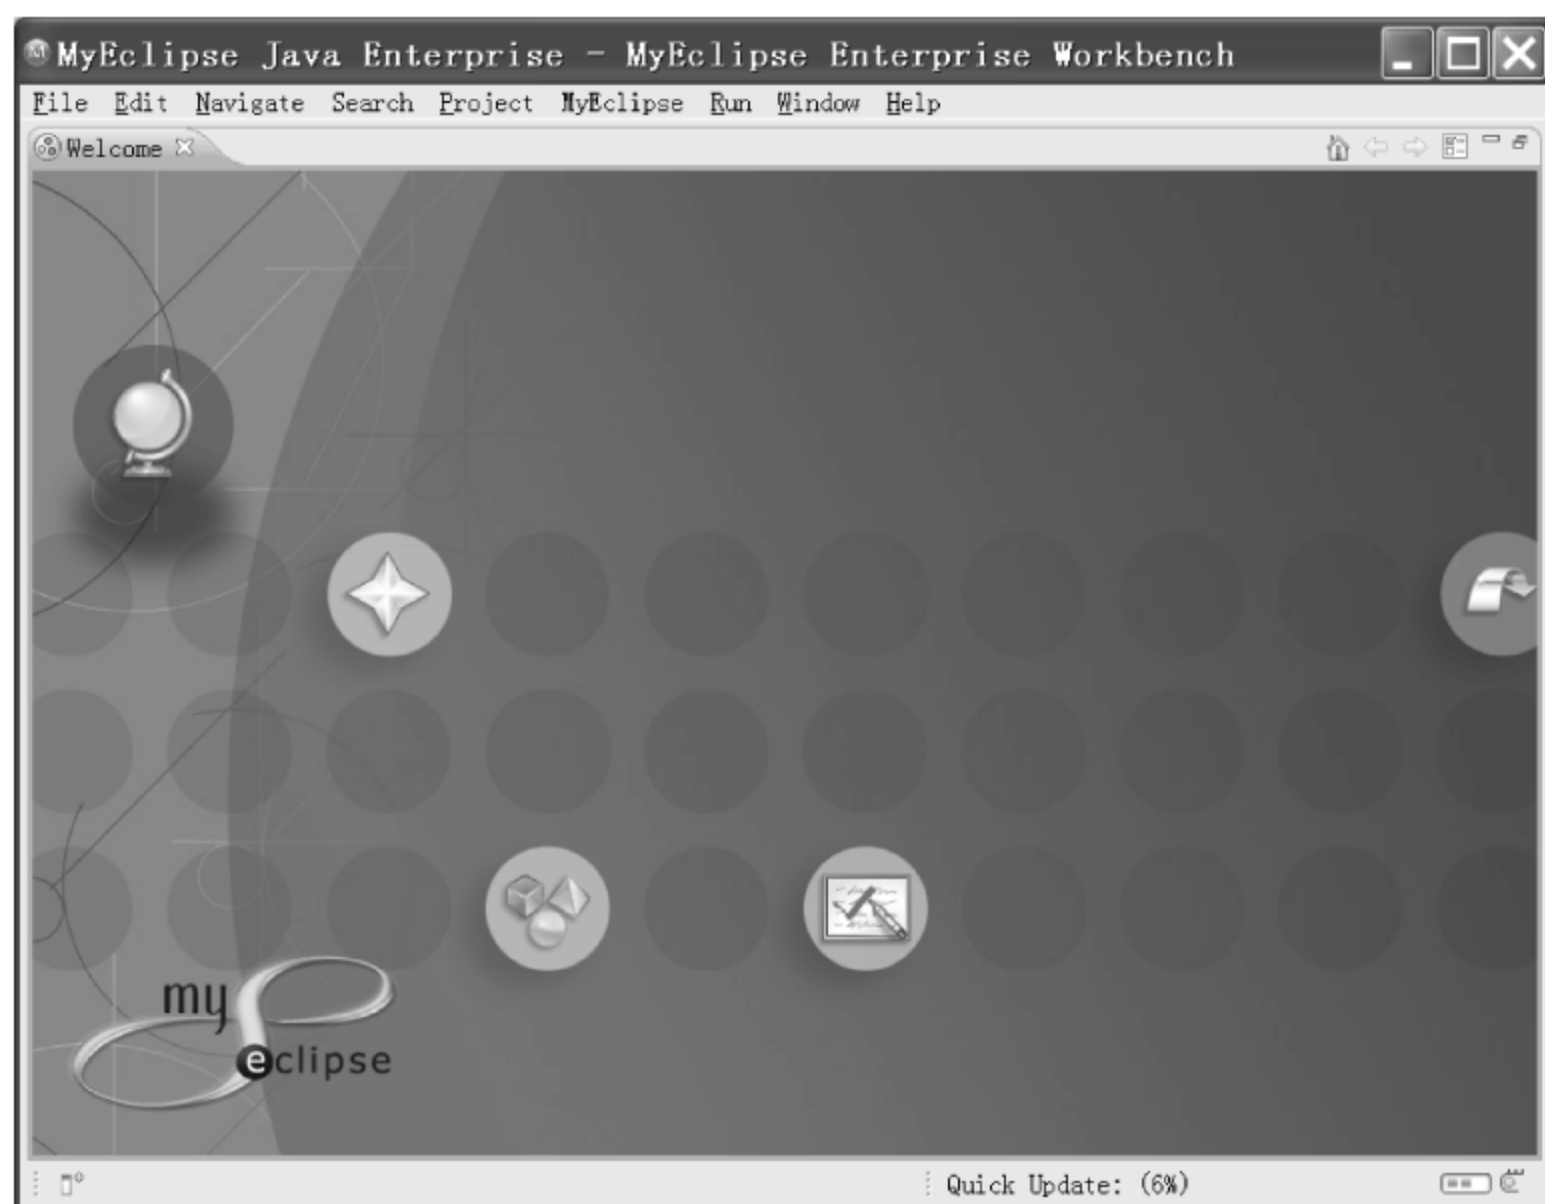 MyEclipse Java Enterprise - MyEclipse Enterprise Workbench
File Edit Navigate Search Project MyEclipse Run Window Help
Welcome
my
eclipse
Quick Update: (6%)